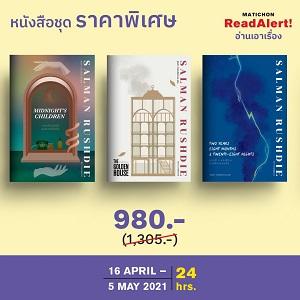 หนังสือชุด ราคาพิเศษ
MATICHON
ReadAlert!
อ่านเอาเรื่อง
MIDNIGHT'S
CHILDREN
SALMAN RUSHDIE
THE
GOLDEN
HOUSE
SALMAN RUSHDIE
TWO YEARS
EIGHT MONTHS
& TWENTY-EIGHT NIGHTS
SALMAN RUSHDIE
980.-
(1,305.-)
16 APRIL –
5 MAY 2021
24
hrs.